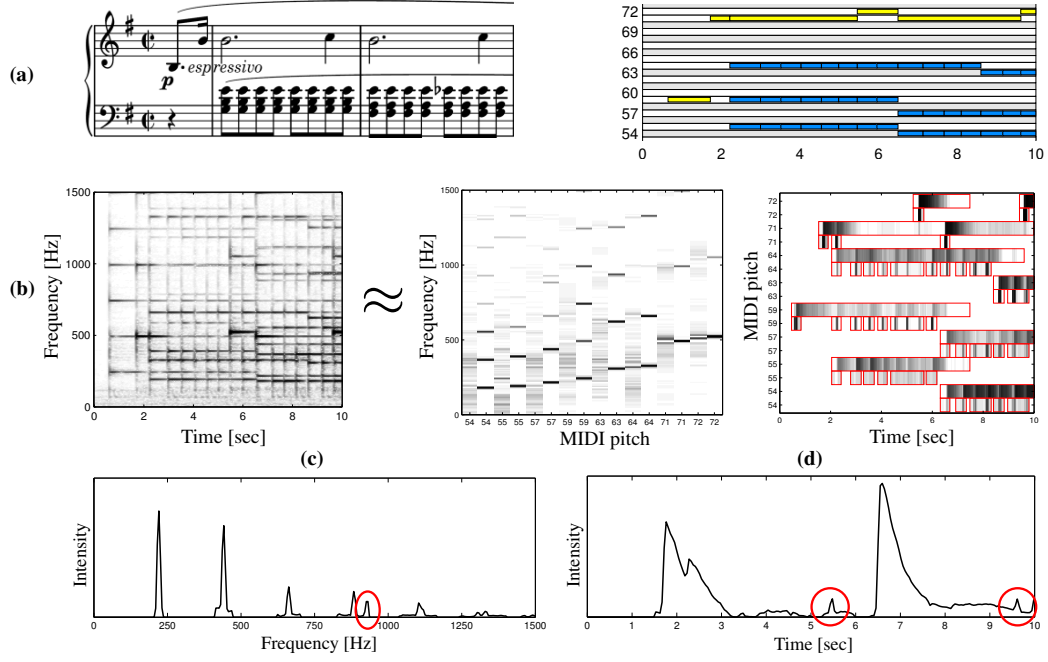 (a)
p espressivo
72
69
66
63
60
57
54
0 2 4 6 8 10
(b)
Frequency [Hz]
1500
1000
500
0
0 2 4 6 8 10
Time [sec]
≈
Frequency [Hz]
1500
1000
500
0
54 54 55 55 57 57 59 59 63 63 64 64 71 71 72 72
MIDI pitch
MIDI pitch
72
72
71
71
64
64
63
63
59
59
57
57
55
55
54
54
0 2 4 6 8 10
Time [sec]
(c)
Intensity
0 250 500 750 1000 1250 1500
Frequency [Hz]
(d)
Intensity
0 1 2 3 4 5 6 7 8 9 10
Time [sec]